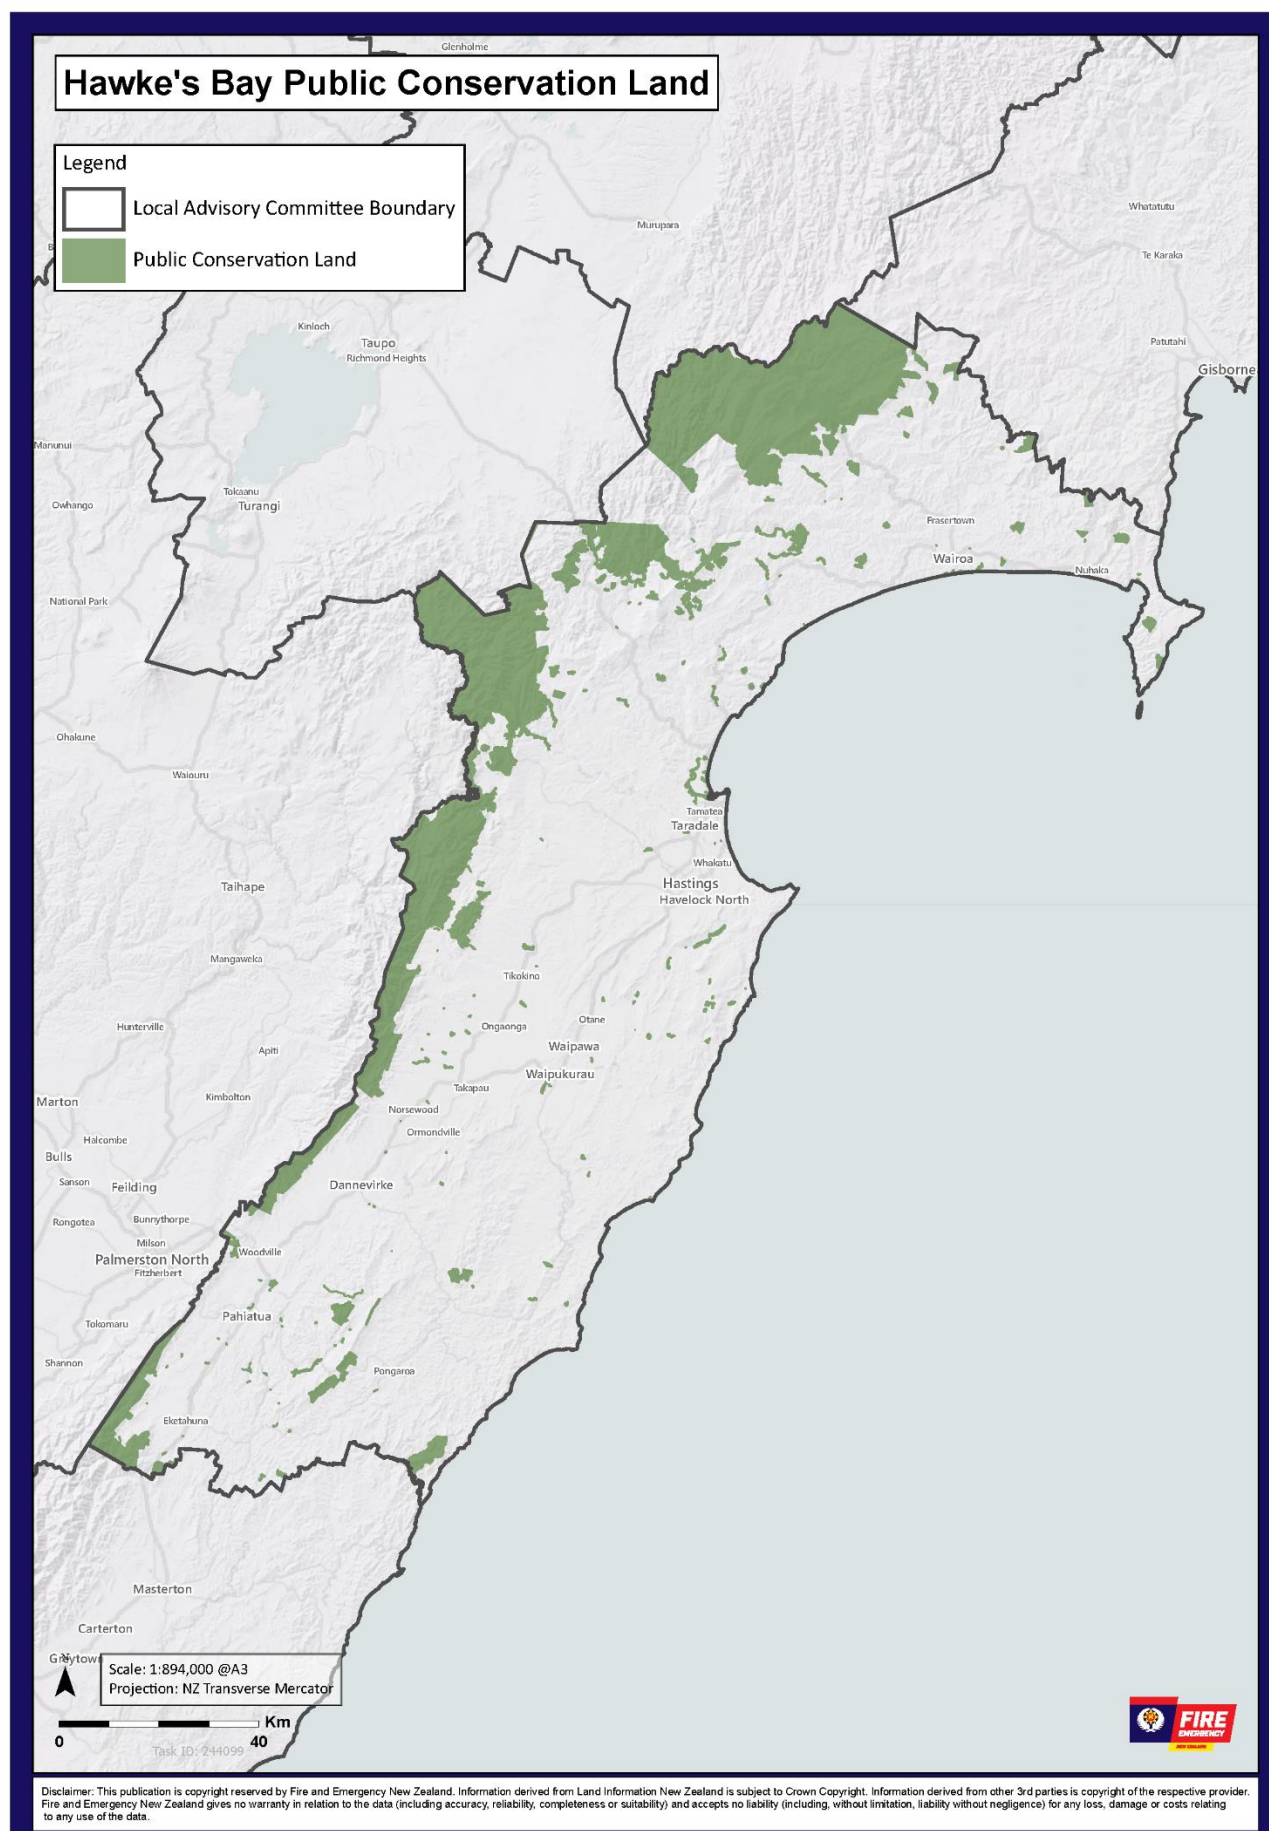 Glenholme
Hawke's Bay Public Conservation Land
Legend
Local Advisory Committee Boundary
Public Conservation Land
Murupara
Whatatutu
Te Karaka
Kinloch
Taupo
Richmond Heights
Patutahi
Gisborne
Manunui
Tokaanu
Turangi
Owhango
Frasertown
Wairoa
Nuhaka
National Park
Ohakune
Waiouru
Tamatea
Taradale
Whakatu
Hastings
Havelock North
Taihape
Mangaweka
Tikokino
Hunterville
Ongaonga
Otane
Apiti
Waipawa
Waipukurau
Takapau
Kimbolton
Marton
Norsewood
Ormondville
Halcombe
Bulls
Sanson
Feilding
Dannevirke
Rongotea
Bunnythorpe
Milson
Palmerston North
Fitzherbert
Woodville
Pahiatua
Tokomaru
Shannon
Pongaroa
Eketahuna
Masterton
Carterton
Greytown
N
Scale: 1:894,000 @A3
Projection: NZ Transverse Mercator
Km
0 40
Task ID: 244099
FIRE
EMERGENCY
NEW ZEALAND
Disclaimer: This publication is copyright reserved by Fire and Emergency New Zealand. Information derived from Land Information New Zealand is subject to Crown Copyright. Information derived from other 3rd parties is copyright of the respective provider.
Fire and Emergency New Zealand gives no warranty in relation to the data (including accuracy, reliability, completeness or suitability) and accepts no liability (including, without limitation, liability without negligence) for any loss, damage or costs relating
to any use of the data.